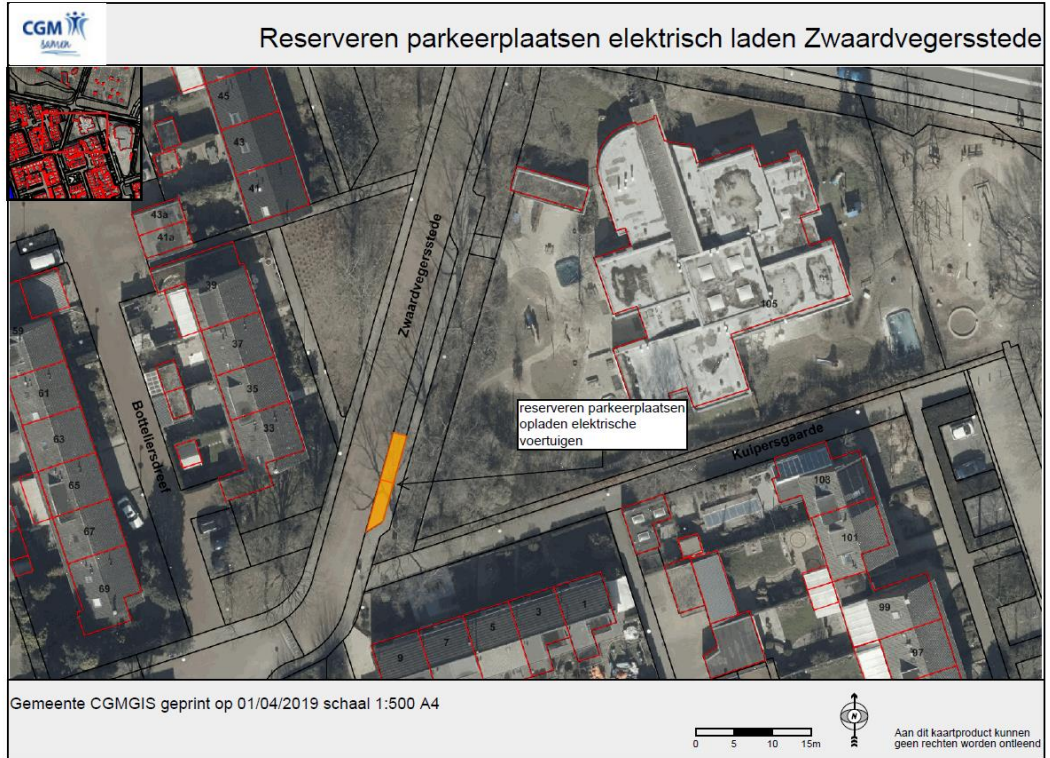 CGM
samen
Reserveren parkeerplaatsen elektrisch laden Zwaardvegersstede
45
43
41
43a
41a
39
37
35
33
59
61
63
65
67
69
Botteliersdreef
Zwaardvegersstede
105
reserveren parkeerplaatsen
opladen elektrische
voertuigen
Kuipersgaarde
103
101
99
97
1
3
5
7
9
Gemeente CGMGIS geprint op 01/04/2019 schaal 1:500 A4
0 5 10 15m
N
Aan dit kaartproduct kunnen
geen rechten worden ontleend